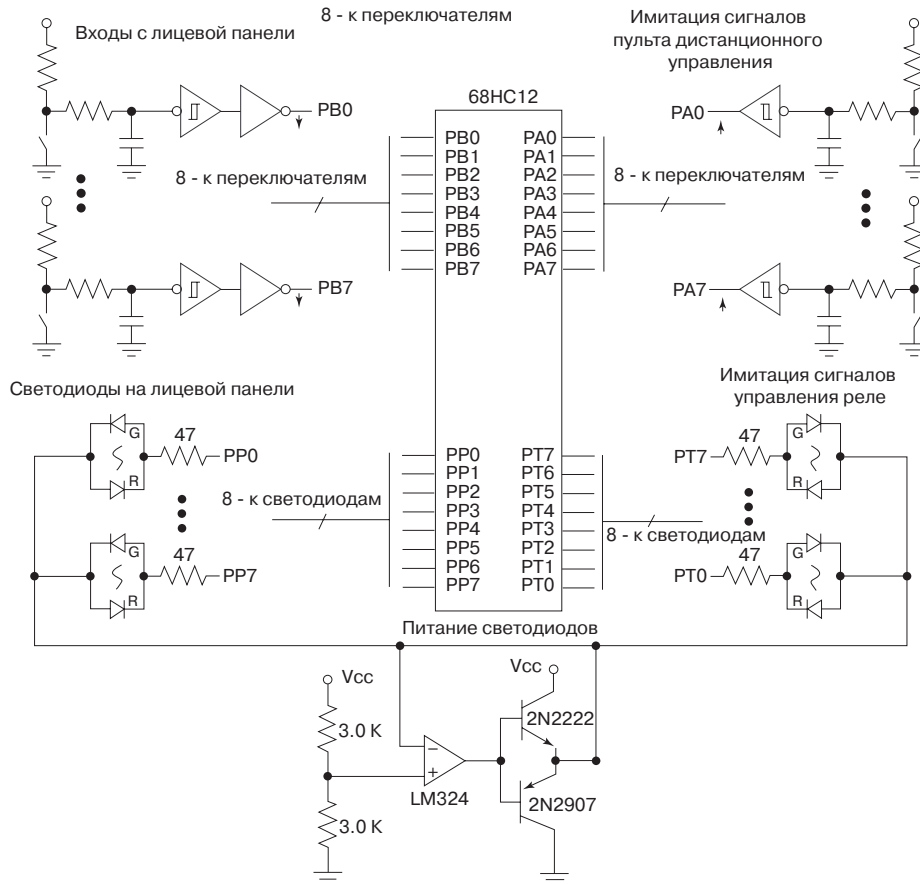 8 - к переключателям
Входы с лицевой панели
Имитация сигналов
пульта дистанционного
управления
68HC12
PB0
PA0
PB0 PA0
PB1 PA1
PB2 PA2
PB3 PA3
PB4 PA4
PB5 PA5
PB6 PA6
PB7 PA7
8 - к переключателям
8 - к переключателям
PB7
PA7
Светодиоды на лицевой панели
Имитация сигналов
управления реле
G
R
47
PP0
PT7
47
G
R
PP0 PT7
PP1 PT6
PP2 PT5
PP3 PT4
PP4 PT3
PP5 PT2
PP6 PT1
PP7 PT0
8 - к светодиодам
8 - к светодиодам
G
R
47
PP7
PT0
47
G
R
Питание светодиодов
Vcc
Vcc
3.0 K
2N2222
−
+
LM324
2N2907
3.0 K